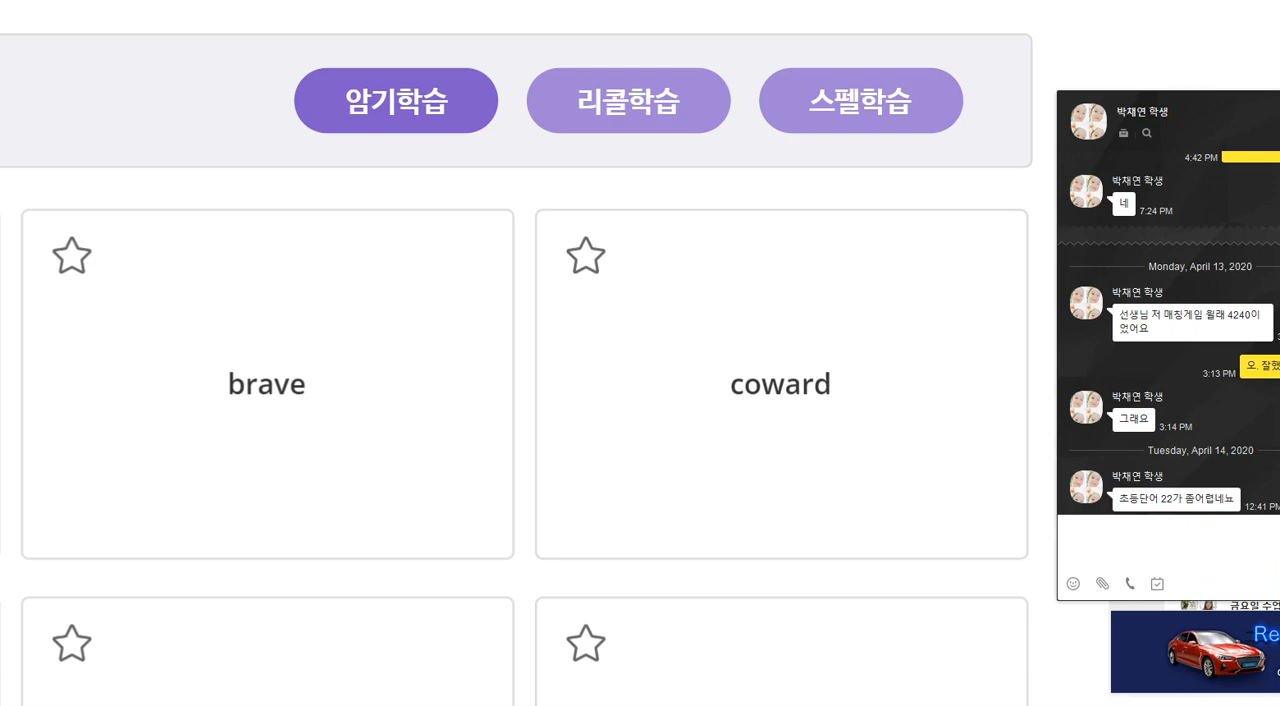 암기학습
리콜학습
스펠학습
brave
coward
박채연 학생
4:42 PM
박채연 학생
네
7:24 PM
Monday, April 13, 2020
박채연 학생
선생님 저 매칭게임 월래 4240이
었어요
오, 잘했
3:13 PM
박채연 학생
그래요
3:14 PM
Tuesday, April 14, 2020
박채연 학생
초등단어 22가 좀어렵네뇨
12:41 PM
금요일 수업
Re